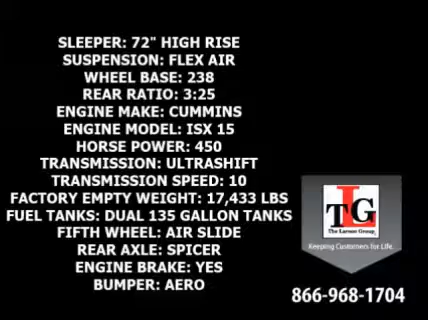 SLEEPER: 72" HIGH RISE
SUSPENSION: FLEX AIR
WHEEL BASE: 238
REAR RATIO: 3:25
ENGINE MAKE: CUMMINS
ENGINE MODEL: ISX 15
HORSE POWER: 450
TRANSMISSION: ULTRASHIFT
TRANSMISSION SPEED: 10
FACTORY EMPTY WEIGHT: 17,433 LBS
FUEL TANKS: DUAL 135 GALLON TANKS
FIFTH WHEEL: AIR SLIDE
REAR AXLE: SPICER
ENGINE BRAKE: YES
BUMPER: AERO
TLG
The Larson Group
Keeping Customers for Life.
866-968-1704